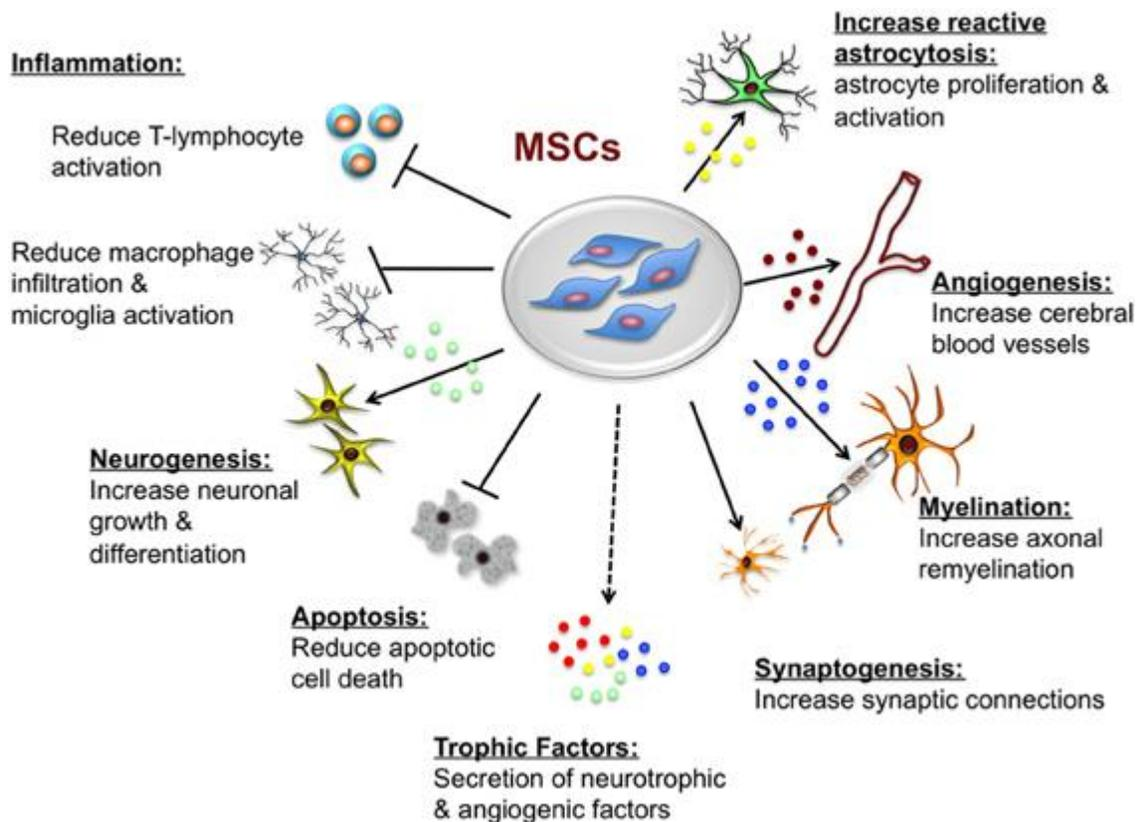 Inflammation:
Reduce T-lymphocyte
activation
Reduce macrophage
infiltration &
microglia activation
Neurogenesis:
Increase neuronal
growth &
differentiation
Apoptosis:
Reduce apoptotic
cell death
Trophic Factors:
Secretion of neurotrophic
& angiogenic factors
MSCs
Increase reactive
astrocytosis:
astrocyte proliferation &
activation
Angiogenesis:
Increase cerebral
blood vessels
Myelination:
Increase axonal
remyelination
Synaptogenesis:
Increase synaptic connections